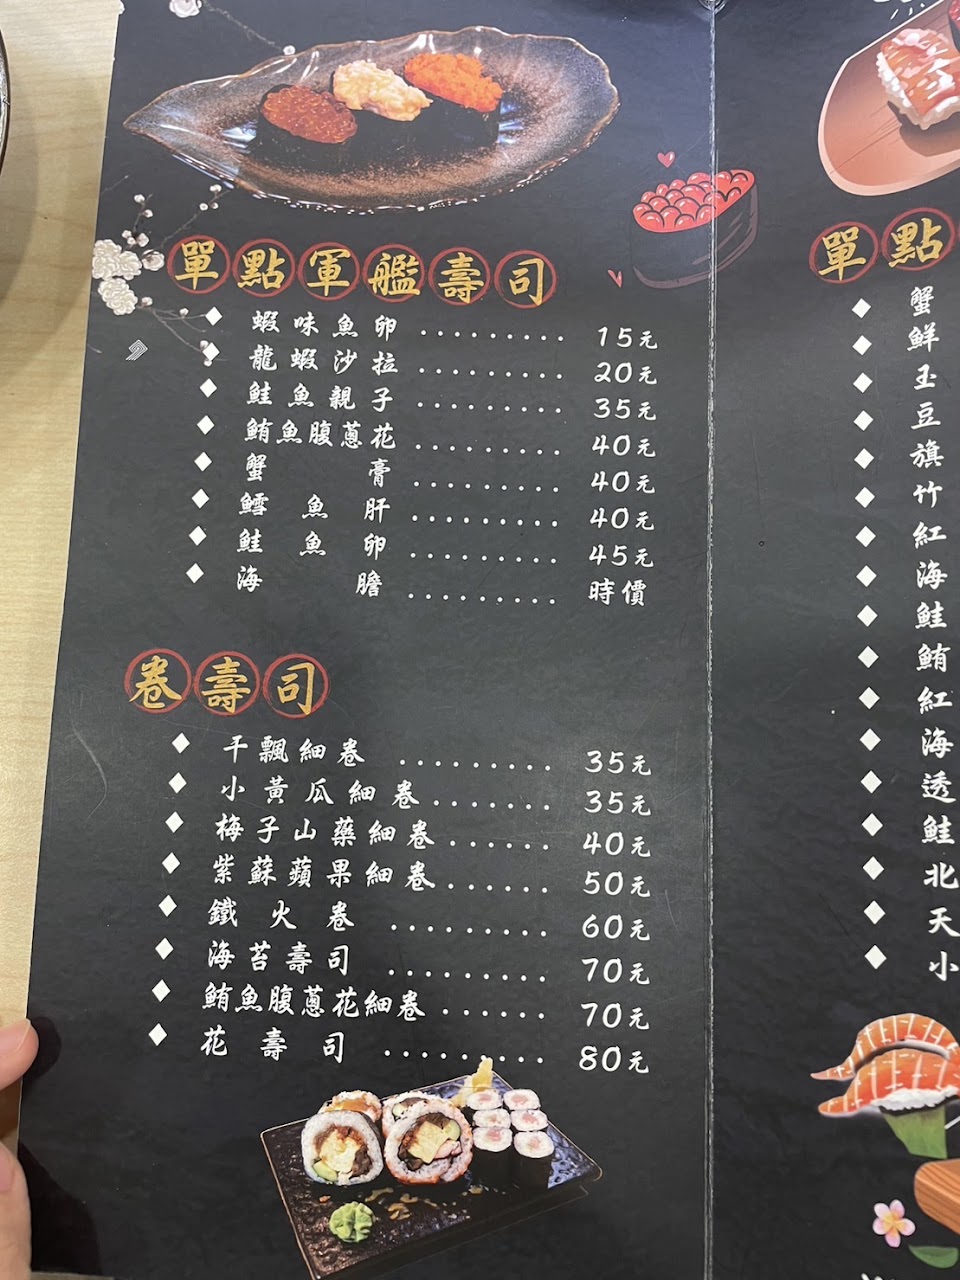 單點軍艦壽司
蝦味魚卵 .......... 15元
龍蝦沙拉 .......... 20元
鮭魚親子 .......... 35元
鮪魚腹蔥花 .......... 40元
蟹膏 .......... 40元
鱈魚肝 .......... 40元
鮭魚卵 .......... 45元
海膽 .......... 時價
卷壽司
干瓢細卷 .......... 35元
小黃瓜細卷 ........ 35元
梅子山藥細卷 ...... 40元
紫蘇蘋果細卷 ...... 50元
鐵火卷 .......... 60元
海苔壽司 .......... 70元
鮪魚腹蔥花細卷 ...... 70元
花壽司 .......... 80元
單點
蟹
鮮
玉
豆
旗
竹
紅
海
鮭
鮪
紅
海
透
鮭
北
天
小